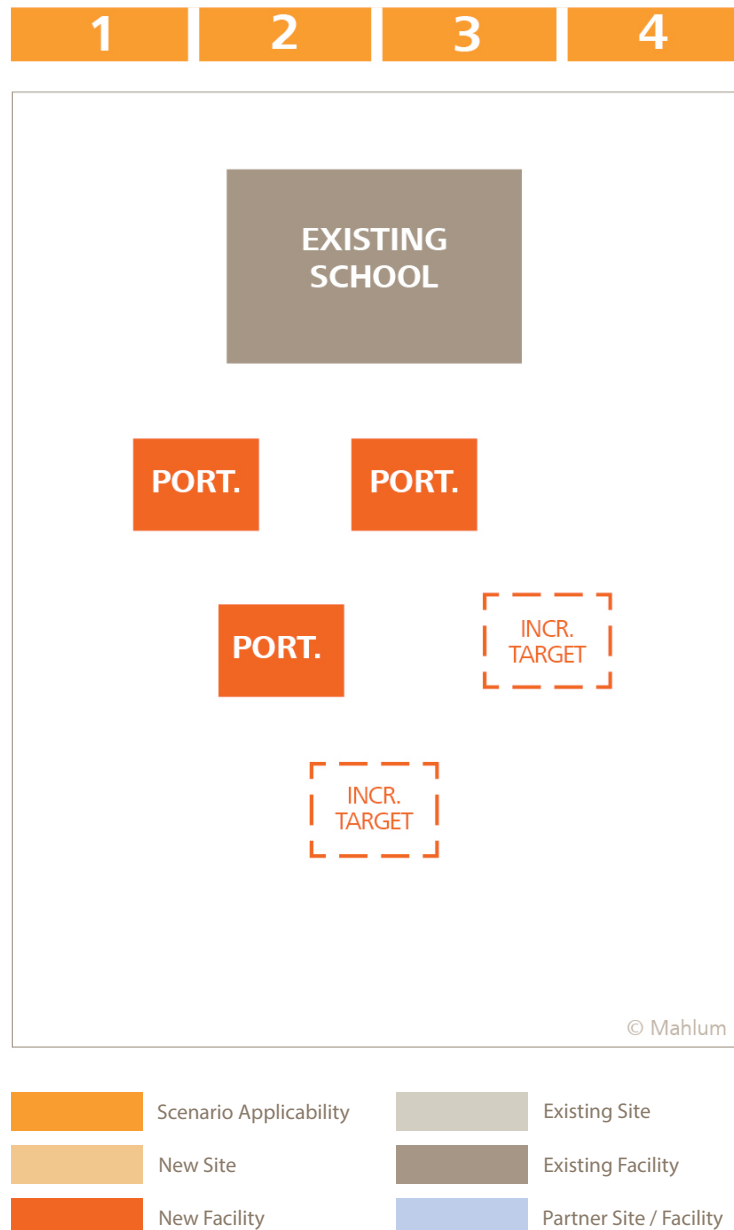 1 2 3 4
EXISTING
SCHOOL
PORT. PORT.
PORT.
INCR.
TARGET
INCR.
TARGET
© Mahlum
Scenario Applicability
Existing Site
New Site
Existing Facility
New Facility
Partner Site / Facility